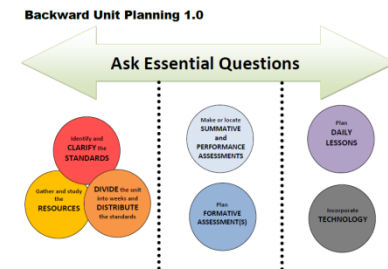 Backward Unit Planning 1.0
Ask Essential Questions
Identify and
CLARIFY the
STANDARDS
Gather and study
the
RESOURCES
DIVIDE the unit
into weeks and
DISTRIBUTE
the standards
Make or locate
SUMMATIVE
and
PERFORMANCE
ASSESSMENTS
Plan
FORMATIVE
ASSESSMENT(S)
Plan
DAILY
LESSONS
Incorporate
TECHNOLOGY